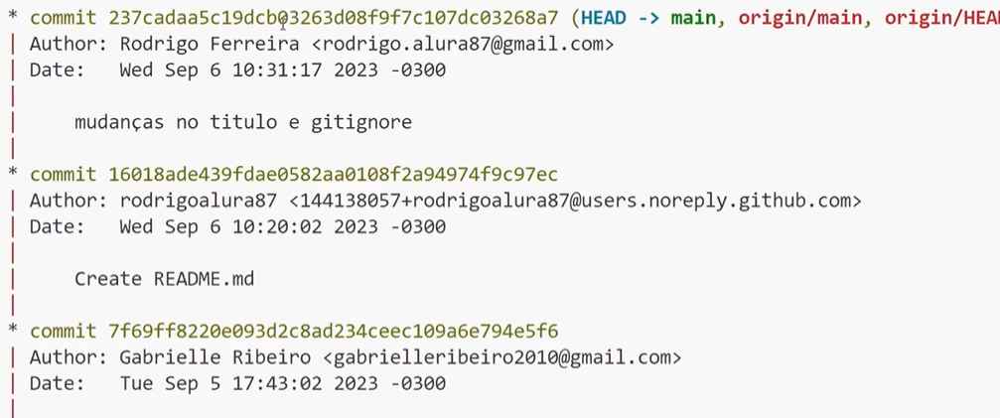 * commit 237cadaa5c19dcb03263d08f9f7c107dc03268a7 (HEAD -> main, origin/main, origin/HEA
| Author: Rodrigo Ferreira <rodrigo.alura87@gmail.com>
| Date:   Wed Sep 6 10:31:17 2023 -0300
|
|     mudanças no titulo e gitignore
|
* commit 16018ade439fdae0582aa0108f2a94974f9c97ec
| Author: rodrigoalura87 <144138057+rodrigoalura87@users.noreply.github.com>
| Date:   Wed Sep 6 10:20:02 2023 -0300
|
|     Create README.md
|
* commit 7f69ff8220e093d2c8ad234ceec109a6e794e5f6
| Author: Gabrielle Ribeiro <gabrielleribeiro2010@gmail.com>
| Date:   Tue Sep 5 17:43:02 2023 -0300
|